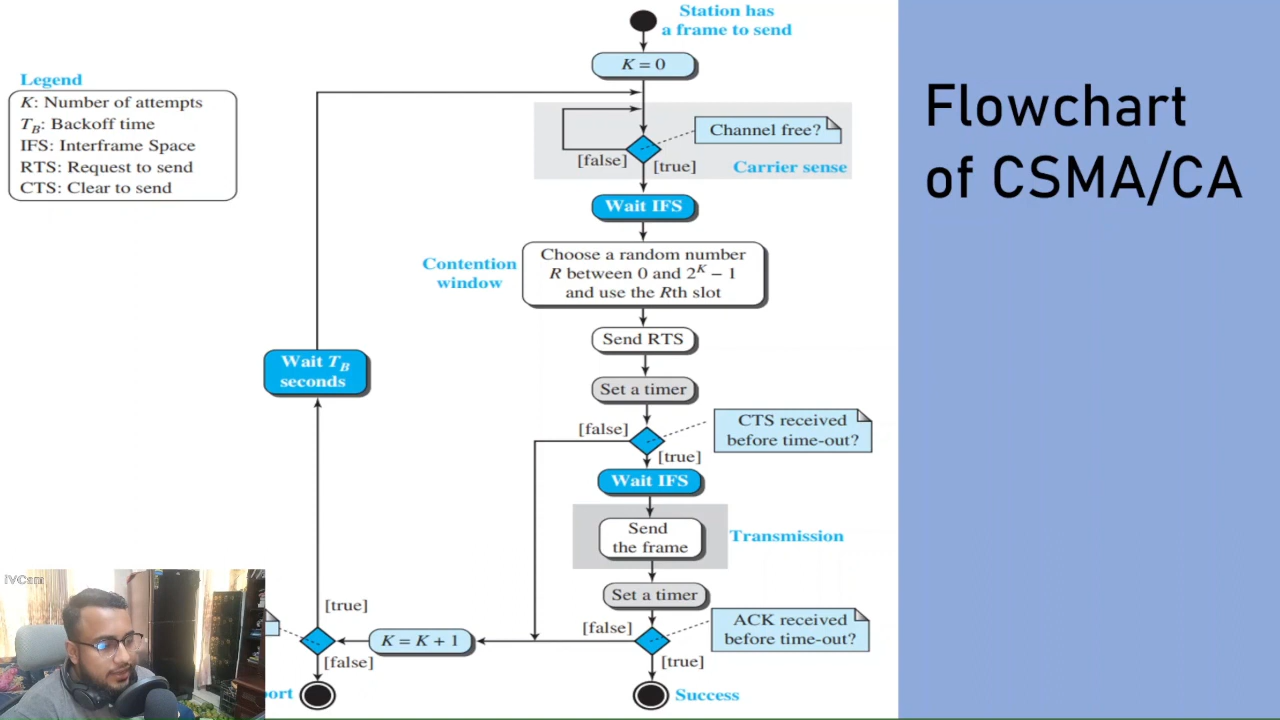 Station has
a frame to send
K = 0
Legend
K: Number of attempts
T_B: Backoff time
IFS: Interframe Space
RTS: Request to send
CTS: Clear to send
Channel free?
[false]
[true]
Carrier sense
Wait IFS
Contention
window
Choose a random number
R between 0 and 2^K − 1
and use the Rth slot
Send RTS
Wait T_B
seconds
Set a timer
[false]
CTS received
before time-out?
[true]
Wait IFS
Send
the frame
Transmission
Set a timer
[true]
[false]
ACK received
before time-out?
K = K + 1
[false]
[true]
Success
Flowchart
of CSMA/CA
IVCam